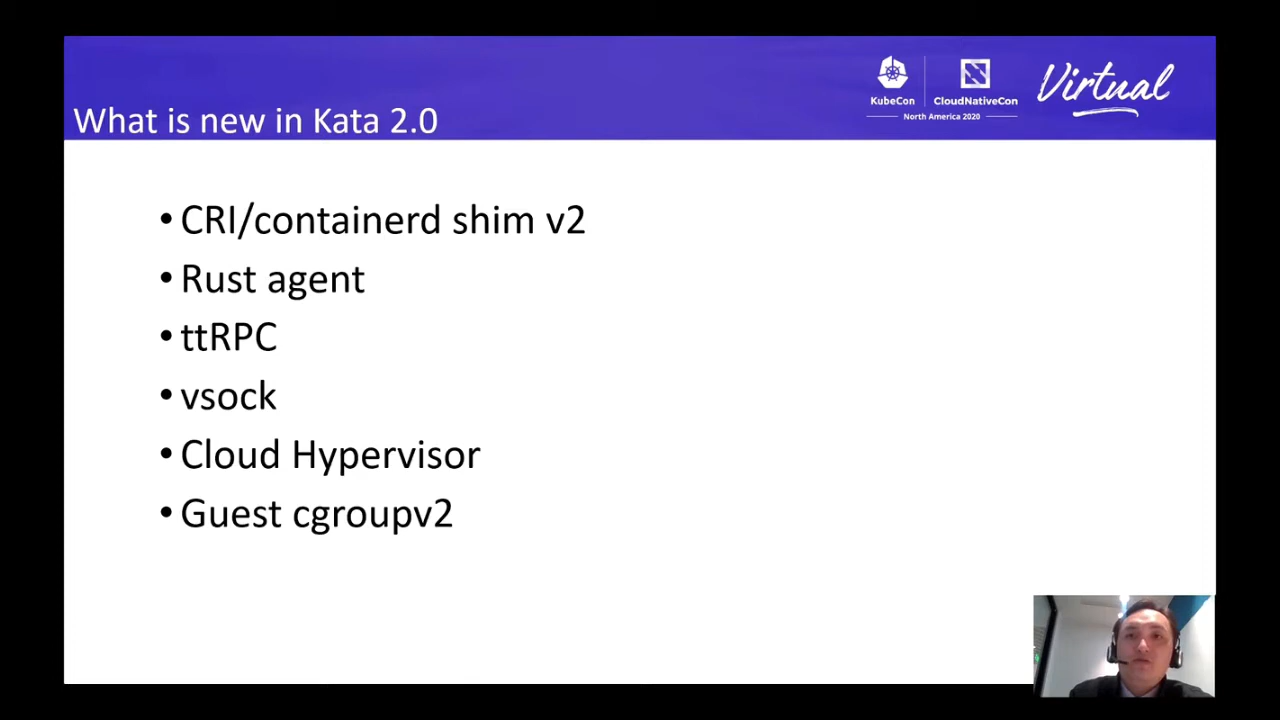 What is new in Kata 2.0
KubeCon
CloudNativeCon
North America 2020
Virtual
• CRI/containerd shim v2
• Rust agent
• ttRPC
• vsock
• Cloud Hypervisor
• Guest cgroupv2